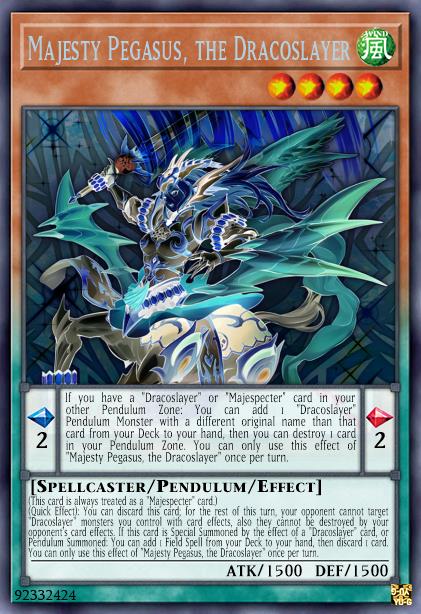 MAJESTY PEGASUS, THE DRACOSLAYER
WIND
風
If you have a "Dracoslayer" or "Majespecter" card in
your other Pendulum Zone: You can add 1 "Dracoslayer"
Pendulum Monster with a different original name than that
card from your Deck to your hand, then you can destroy 1 card
in your Pendulum Zone. You can only use this effect of
"Majesty Pegasus, the Dracoslayer" once per turn.
2
2
[SPELLCASTER/PENDULUM/EFFECT]
(This card is always treated as a "Majespecter" card.)
(Quick Effect): You can discard this card; for the rest of this turn, your opponent cannot target
"Dracoslayer" monsters you control with card effects, also they cannot be destroyed by your
opponent's card effects. If this card is Special Summoned by the effect of a "Dracoslayer" card, or
Pendulum Summoned: You can add 1 Field Spell from your Deck to your hand, then discard 1 card.
You can only use this effect of "Majesty Pegasus, the Dracoslayer" once per turn.
ATK/1500 DEF/1500
92332424